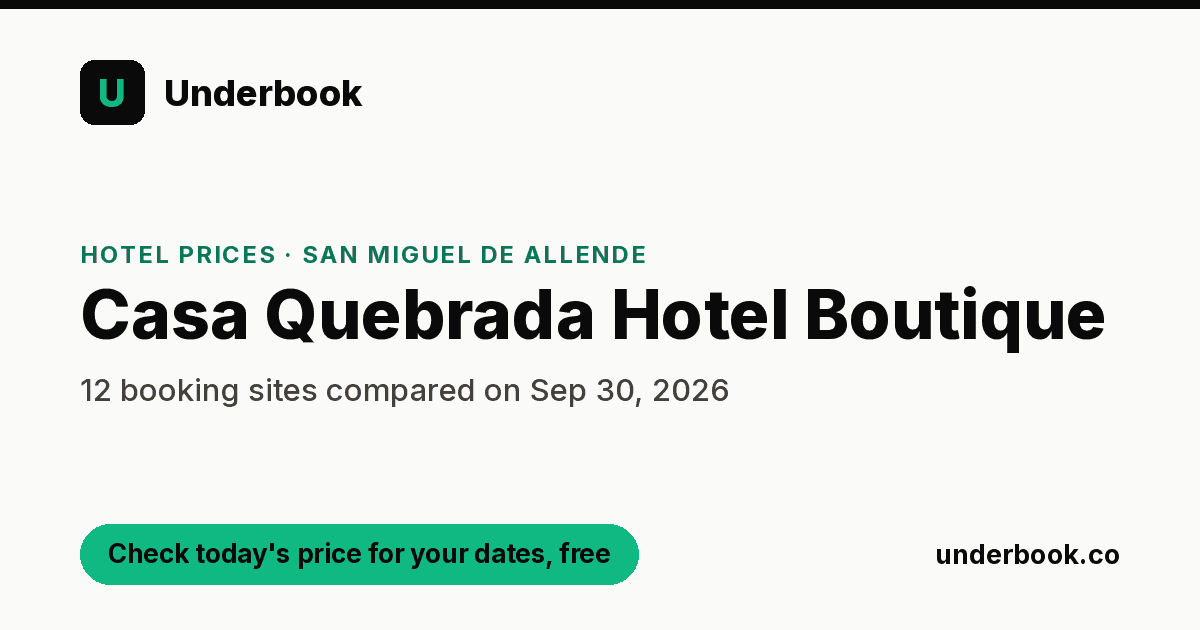 U Underbook
HOTEL PRICES · SAN MIGUEL DE ALLENDE
Casa Quebrada Hotel Boutique
12 booking sites compared on Sep 30, 2026
Check today's price for your dates, free
underbook.co